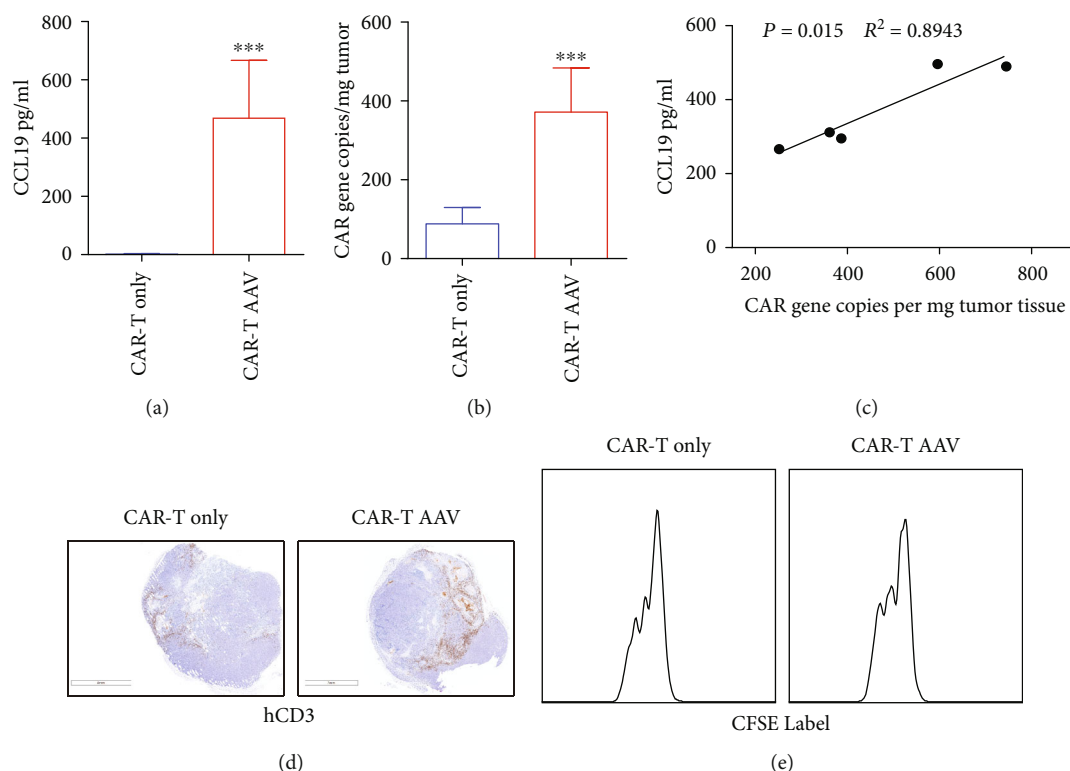 800
600
400
200
0
CCL19 pg/ml
***
CAR-T only
CAR-T AAV
(a)
600
400
200
0
CAR gene copies/mg tumor
***
CAR-T only
CAR-T AAV
(b)
P = 0.015 R² = 0.8943
600
400
200
0
CCL19 pg/ml
200 400 600 800
CAR gene copies per mg tumor tissue
(c)
CAR-T only CAR-T AAV
hCD3
(d)
CAR-T only CAR-T AAV
CFSE Label
(e)